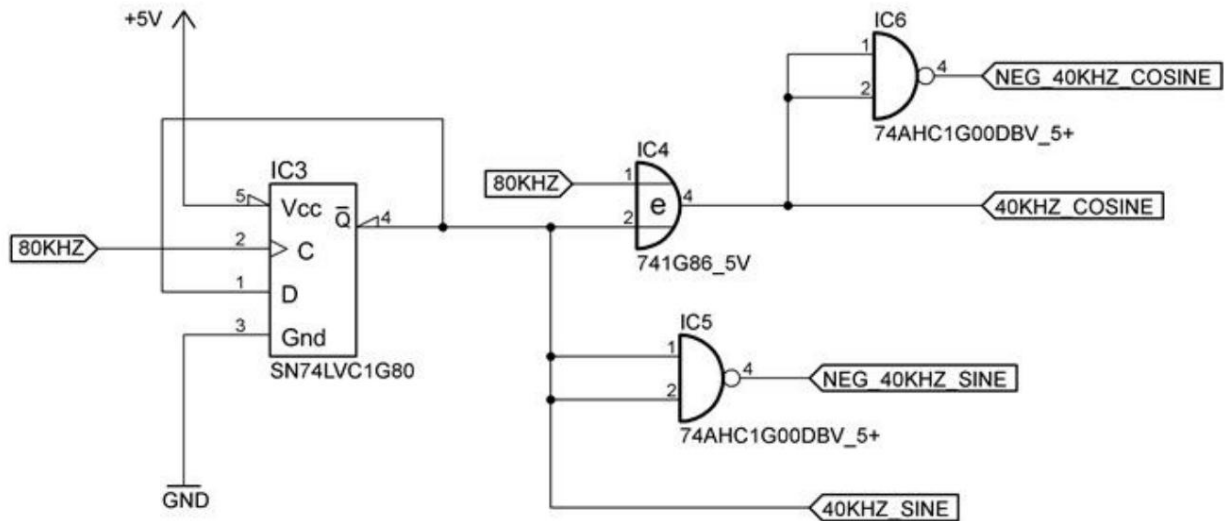 +5V
IC6
1
2
4
NEG_40KHZ_COSINE
74AHC1G00DBV_5+
IC3
5
Vcc
Q
4
80KHZ
2
C
1
D
3
Gnd
SN74LVC1G80
GND
IC4
80KHZ
1
2
e
4
40KHZ_COSINE
741G86_5V
IC5
1
2
4
NEG_40KHZ_SINE
74AHC1G00DBV_5+
40KHZ_SINE